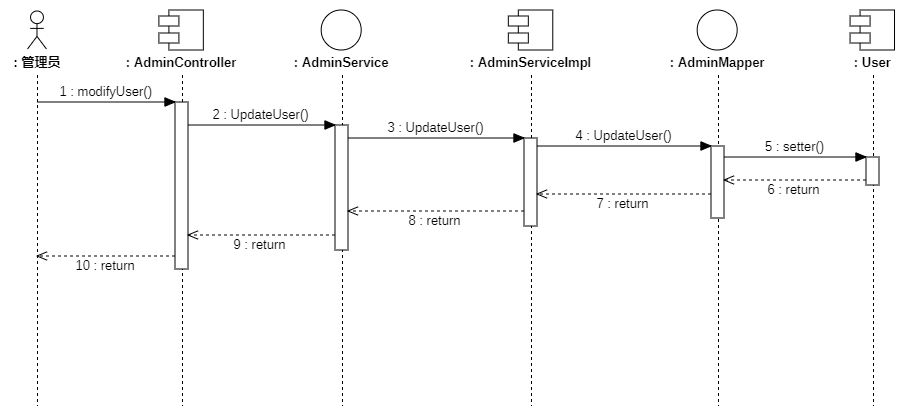 : 管理员
: AdminController
: AdminService
: AdminServiceImpl
: AdminMapper
: User
1 : modifyUser()
2 : UpdateUser()
3 : UpdateUser()
4 : UpdateUser()
5 : setter()
6 : return
7 : return
8 : return
9 : return
10 : return